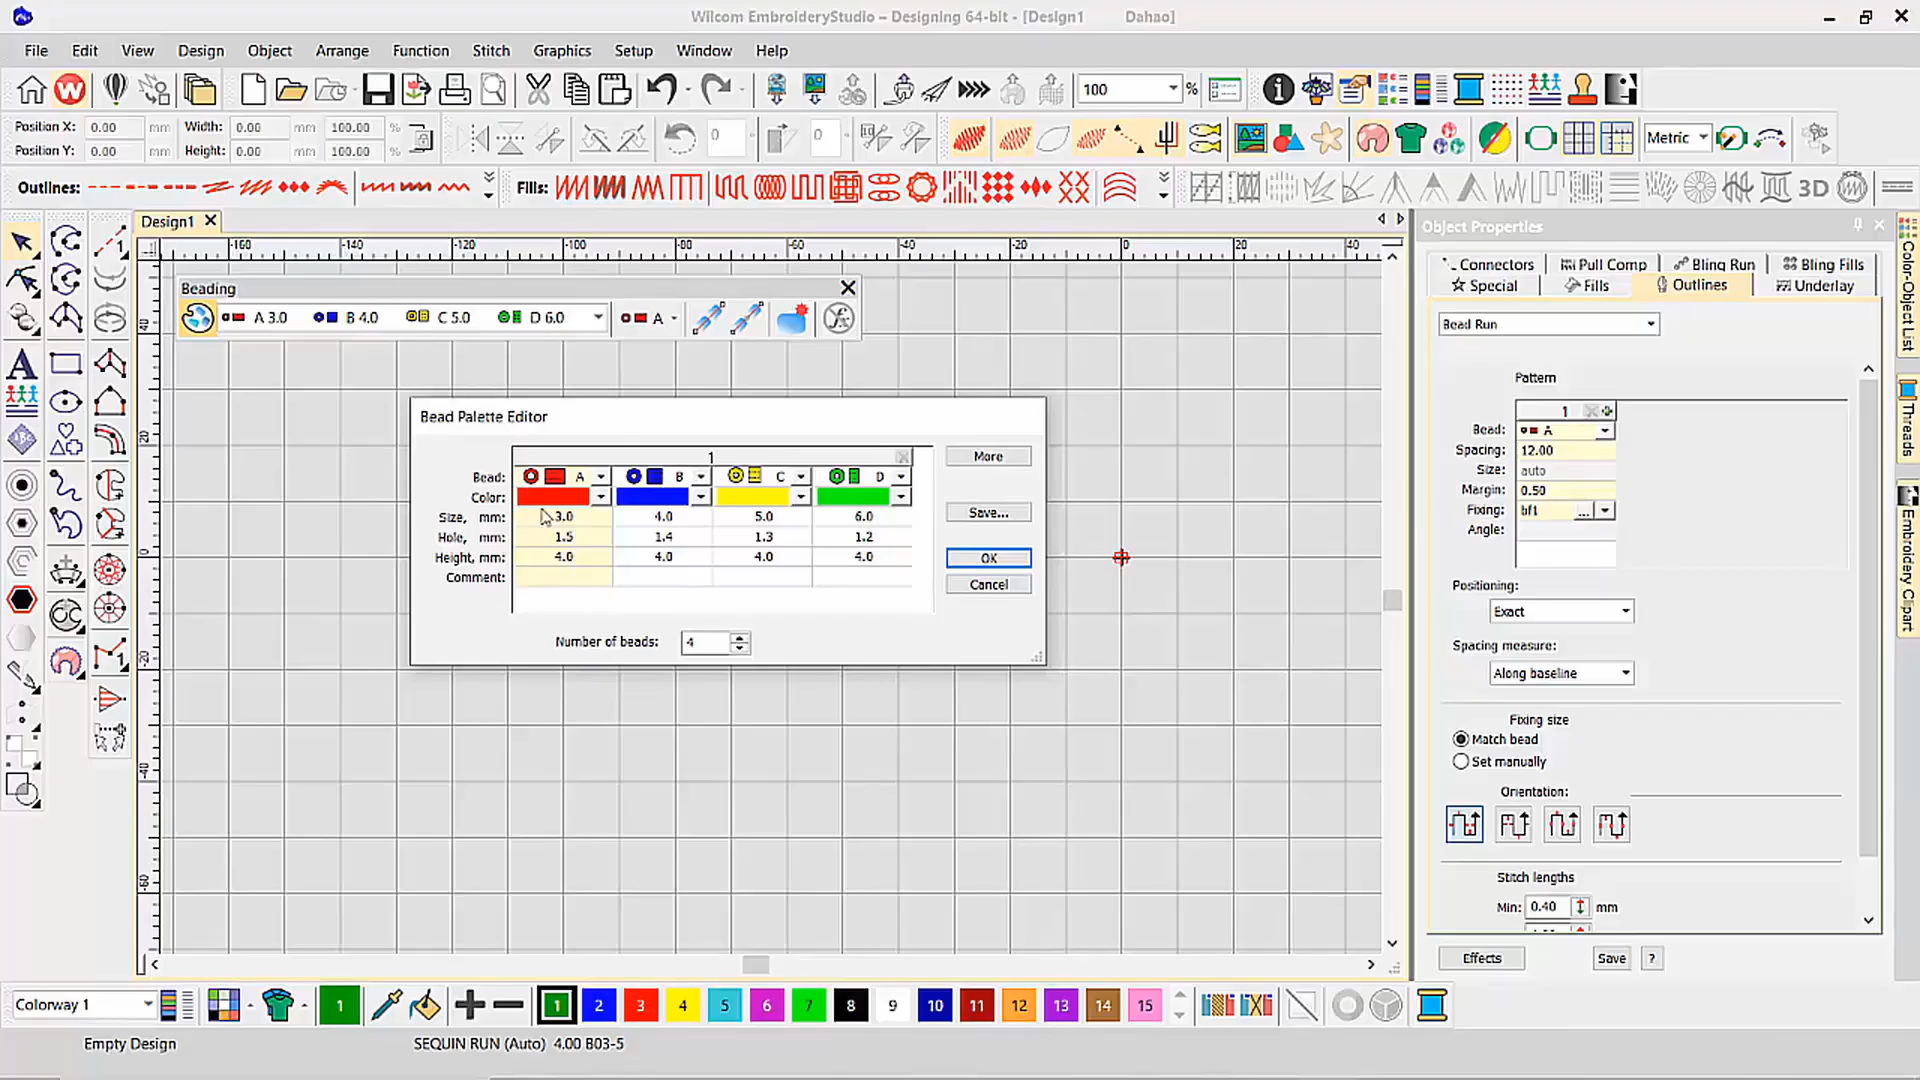 Wilcom EmbroideryStudio – Designing 64-bit - [Design1 Dahao]
File Edit View Design Object Arrange Function Stitch Graphics Setup Window Help
100 %
Position X: 0.00 mm Width: 0.00 mm 100.00 %
Position Y: 0.00 mm Height: 0.00 mm 100.00 %
0 0 Metric
Outlines: Fills: 3D
Design1
Object Properties
-160 -140 -120 -100 -80 -60 -40 -20 0 20 40
Connectors Pull Comp Bling Run Bling Fills
Special Fills Outlines Underlay
Beading
A 3.0 B 4.0 C 5.0 D 6.0 A
Bead Run
Pattern
1
Bead: A
Spacing: 12.00
Size: auto
Margin: 0.50
Fixing: bf1 ...
Angle:
Positioning:
Exact
Spacing measure:
Along baseline
Fixing size
Match bead
Set manually
Orientation:
Stitch lengths
Min: 0.40 mm
Effects Save ?
Bead Palette Editor
1
Bead: A B C D
Color:
Size, mm: 3.0 4.0 5.0 6.0
Hole, mm: 1.5 1.4 1.3 1.2
Height, mm: 4.0 4.0 4.0 4.0
Comment:
Number of beads: 4
More
Save...
OK
Cancel
40
20
0
-20
-40
-60
Color-Object List
Threads
Embroidery Clipart
Colorway 1
1 1 2 3 4 5 6 7 8 9 10 11 12 13 14 15
Empty Design SEQUIN RUN (Auto) 4.00 B03-5